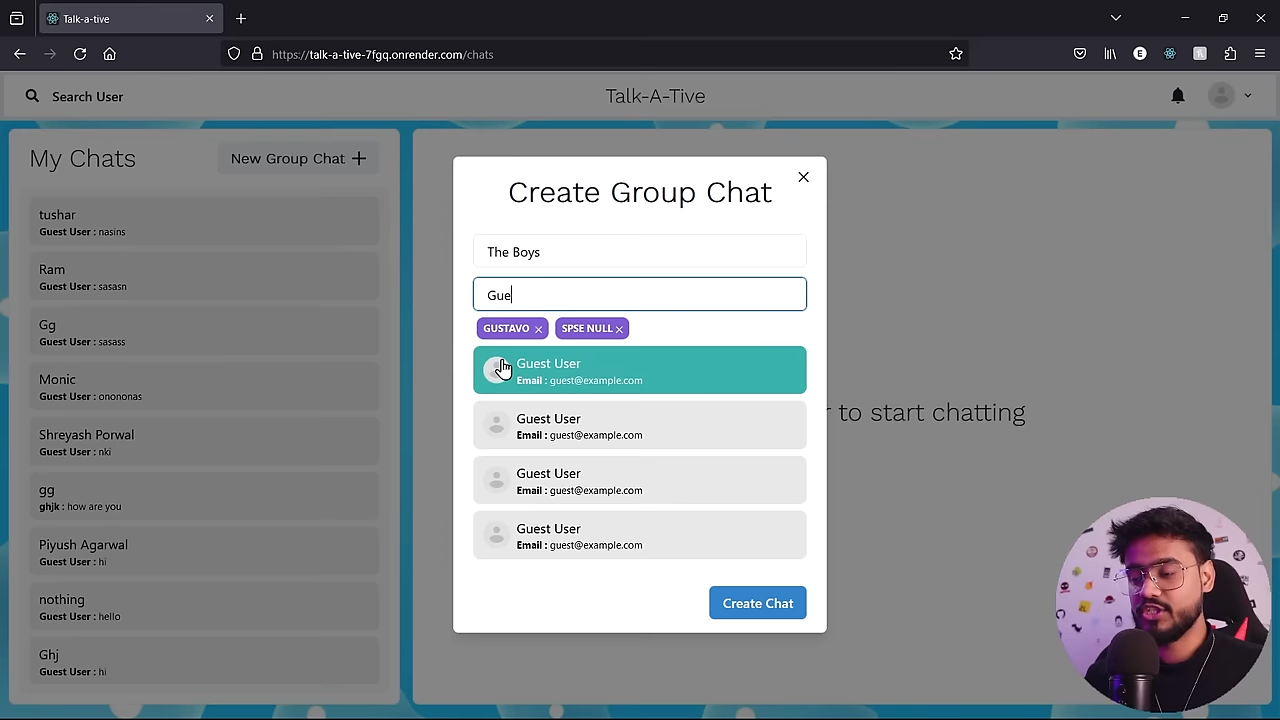 Talk-a-tive
https://talk-a-tive-7fgq.onrender.com/chats
E
Search User
Talk-A-Tive
My Chats
New Group Chat
tushar
Guest User : nasins
Ram
Guest User : sasasn
Gg
Guest User : sasass
Monic
Guest User : onononas
Shreyash Porwal
Guest User : nki
gg
ghjk : how are you
Piyush Agarwal
Guest User : hi
nothing
Guest User : hello
Ghj
Guest User : hi
Create Group Chat
The Boys
Gue
GUSTAVO
SPSE NULL
Guest User
Email : guest@example.com
Guest User
Email : guest@example.com
Guest User
Email : guest@example.com
Guest User
Email : guest@example.com
Create Chat
r to start chatting